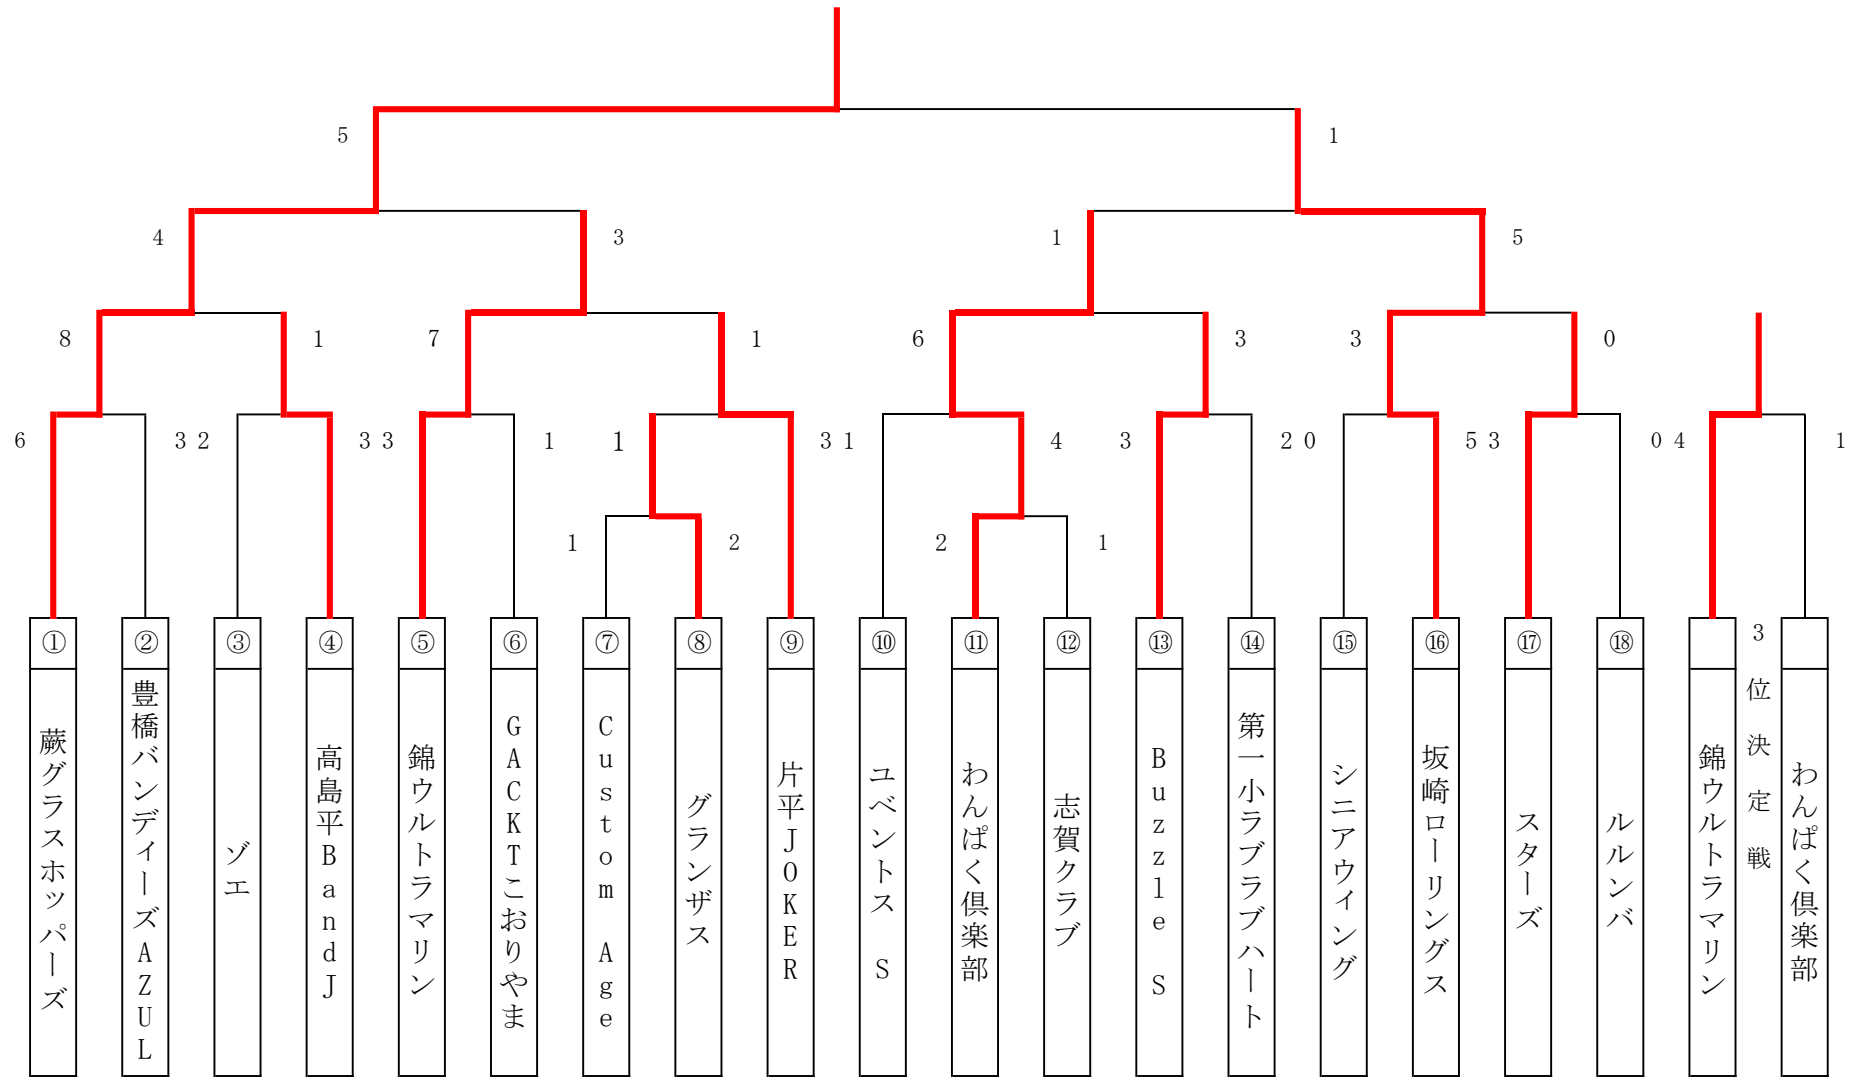 5 1
4 3 1 5
8 1 7 1 6 3 3 0
6 3 2 3 3 1 1 3 1 4 3 2 0 5 3 0 4 1
1 2 2 1
① 蕨グラスホッパーズ
② 豊橋バンディーズAZUL
③ ゾエ
④ 高島平BandJ
⑤ 錦ウルトラマリン
⑥ GACKTこおりやま
⑦ Custom Age
⑧ グランザス
⑨ 片平JOKER
⑩ ユベントス S
⑪ わんぱく倶楽部
⑫ 志賀クラブ
⑬ Buzzle S
⑭ 第一小ラブラブハート
⑮ シニアウィング
⑯ 坂崎ローリングス
⑰ スターズ
⑱ ルルンバ
錦ウルトラマリン
3位決定戦
わんぱく倶楽部